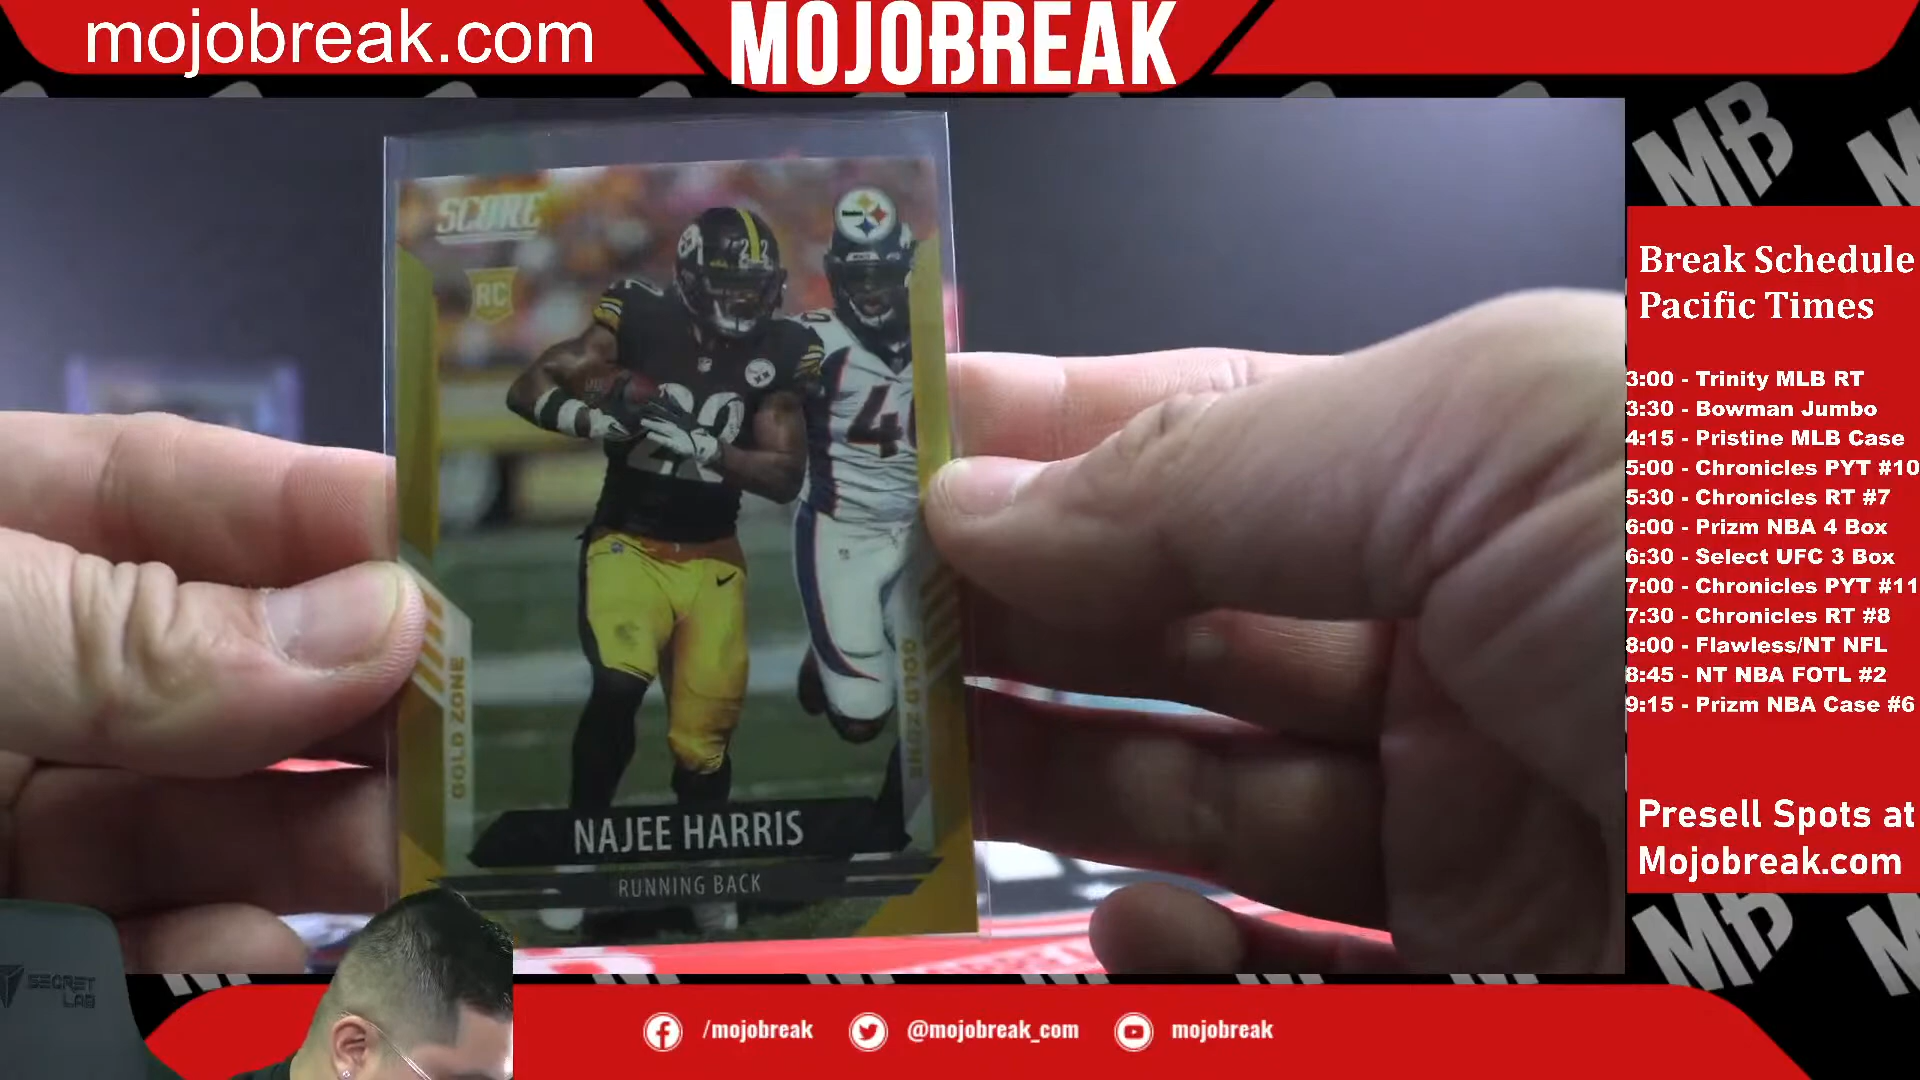 mojobreak.com
MOJOBREAK
SCORE
RC
22
22
40
GOLD ZONE
GOLD ZONE
NAJEE HARRIS
RUNNING BACK
Break Schedule
Pacific Times
3:00 - Trinity MLB RT
3:30 - Bowman Jumbo
4:15 - Pristine MLB Case
5:00 - Chronicles PYT #10
5:30 - Chronicles RT #7
6:00 - Prizm NBA 4 Box
6:30 - Select UFC 3 Box
7:00 - Chronicles PYT #11
7:30 - Chronicles RT #8
8:00 - Flawless/NT NFL
8:45 - NT NBA FOTL #2
9:15 - Prizm NBA Case #6
Presell Spots at
Mojobreak.com
MB
MB
SECRET
LAB
/mojobreak
@mojobreak_com
mojobreak